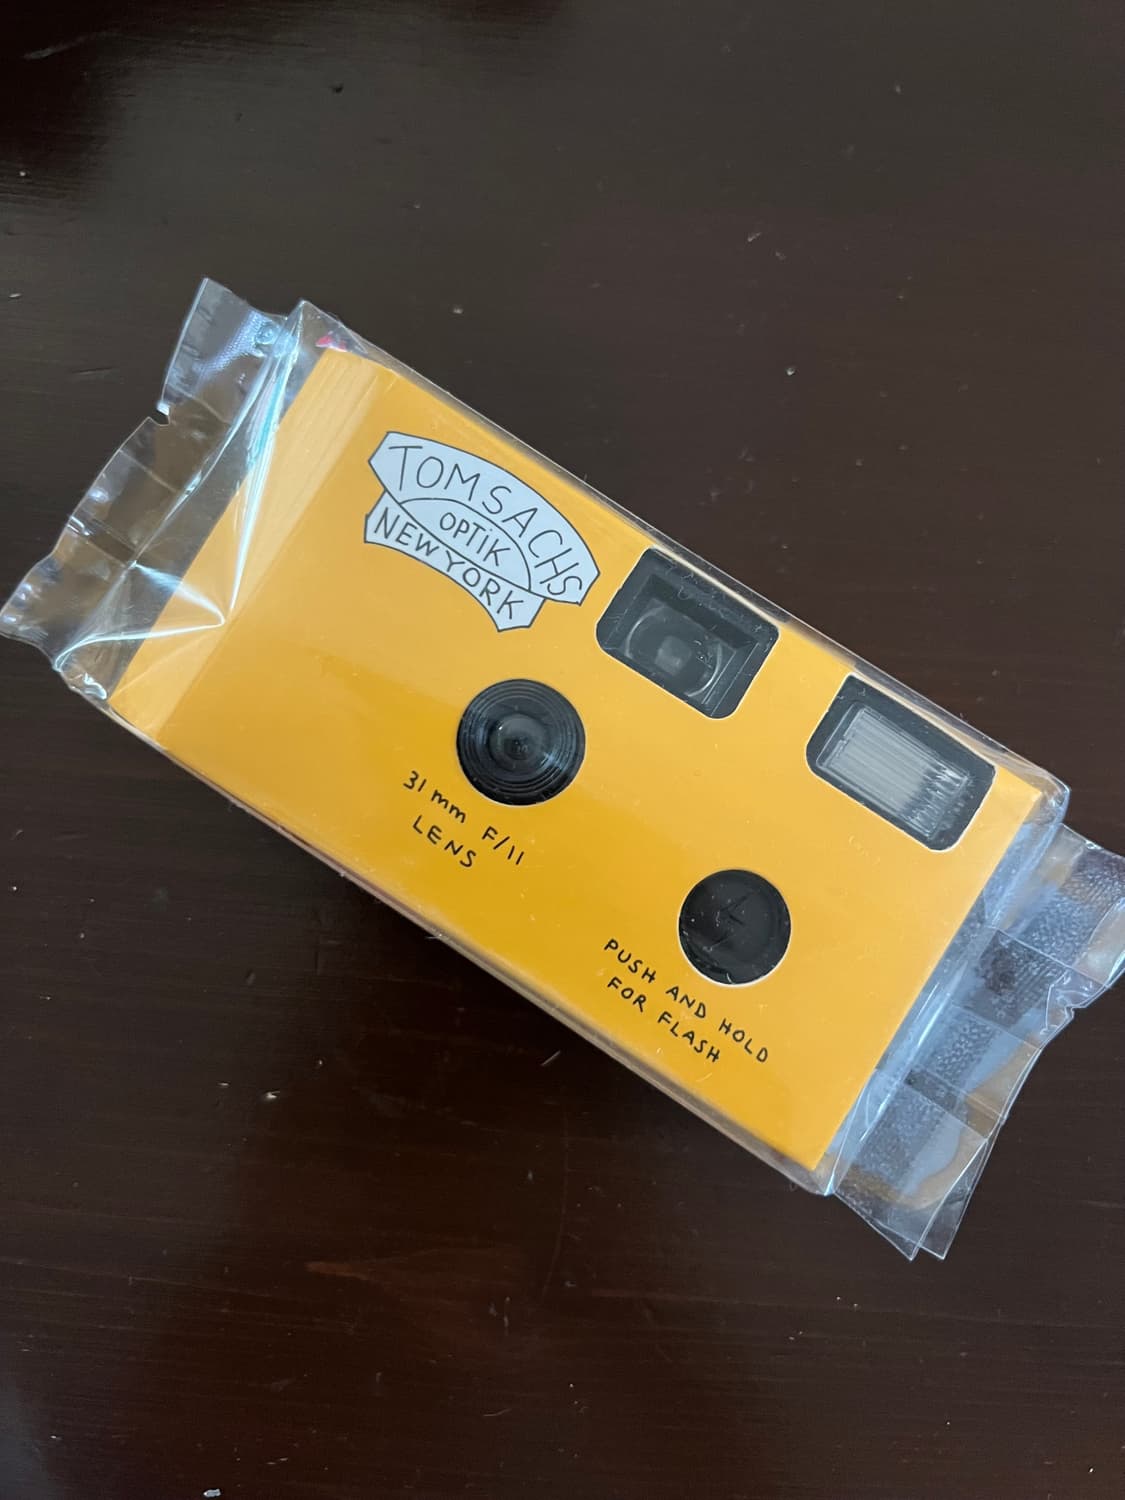 TOM SACHS
OPTiK
NEW YORK
31 mm F/11
LENS
PUSH AND HOLD
FOR FLASH